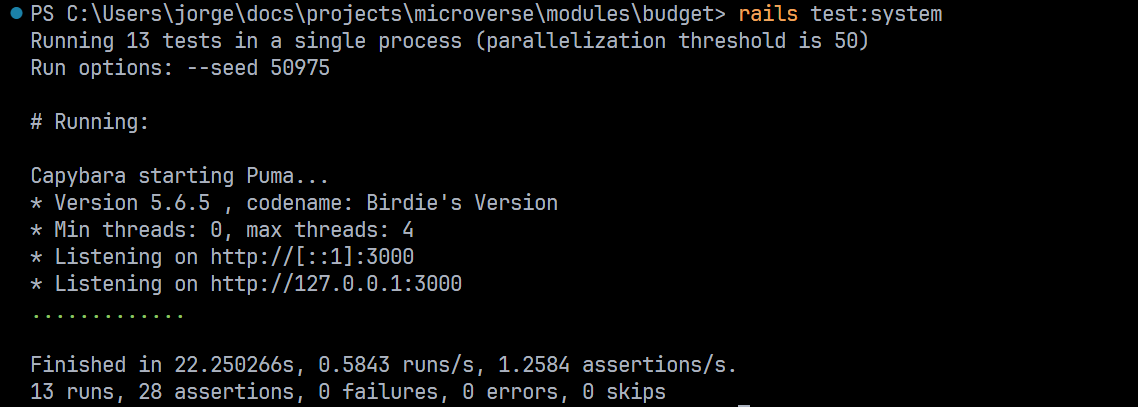 PS C:\Users\jorge\docs\projects\microverse\modules\budget> rails test:system
Running 13 tests in a single process (parallelization threshold is 50)
Run options: --seed 50975
# Running:
Capybara starting Puma...
* Version 5.6.5 , codename: Birdie's Version
* Min threads: 0, max threads: 4
* Listening on http://[::1]:3000
* Listening on http://127.0.0.1:3000
.............
Finished in 22.250266s, 0.5843 runs/s, 1.2584 assertions/s.
13 runs, 28 assertions, 0 failures, 0 errors, 0 skips